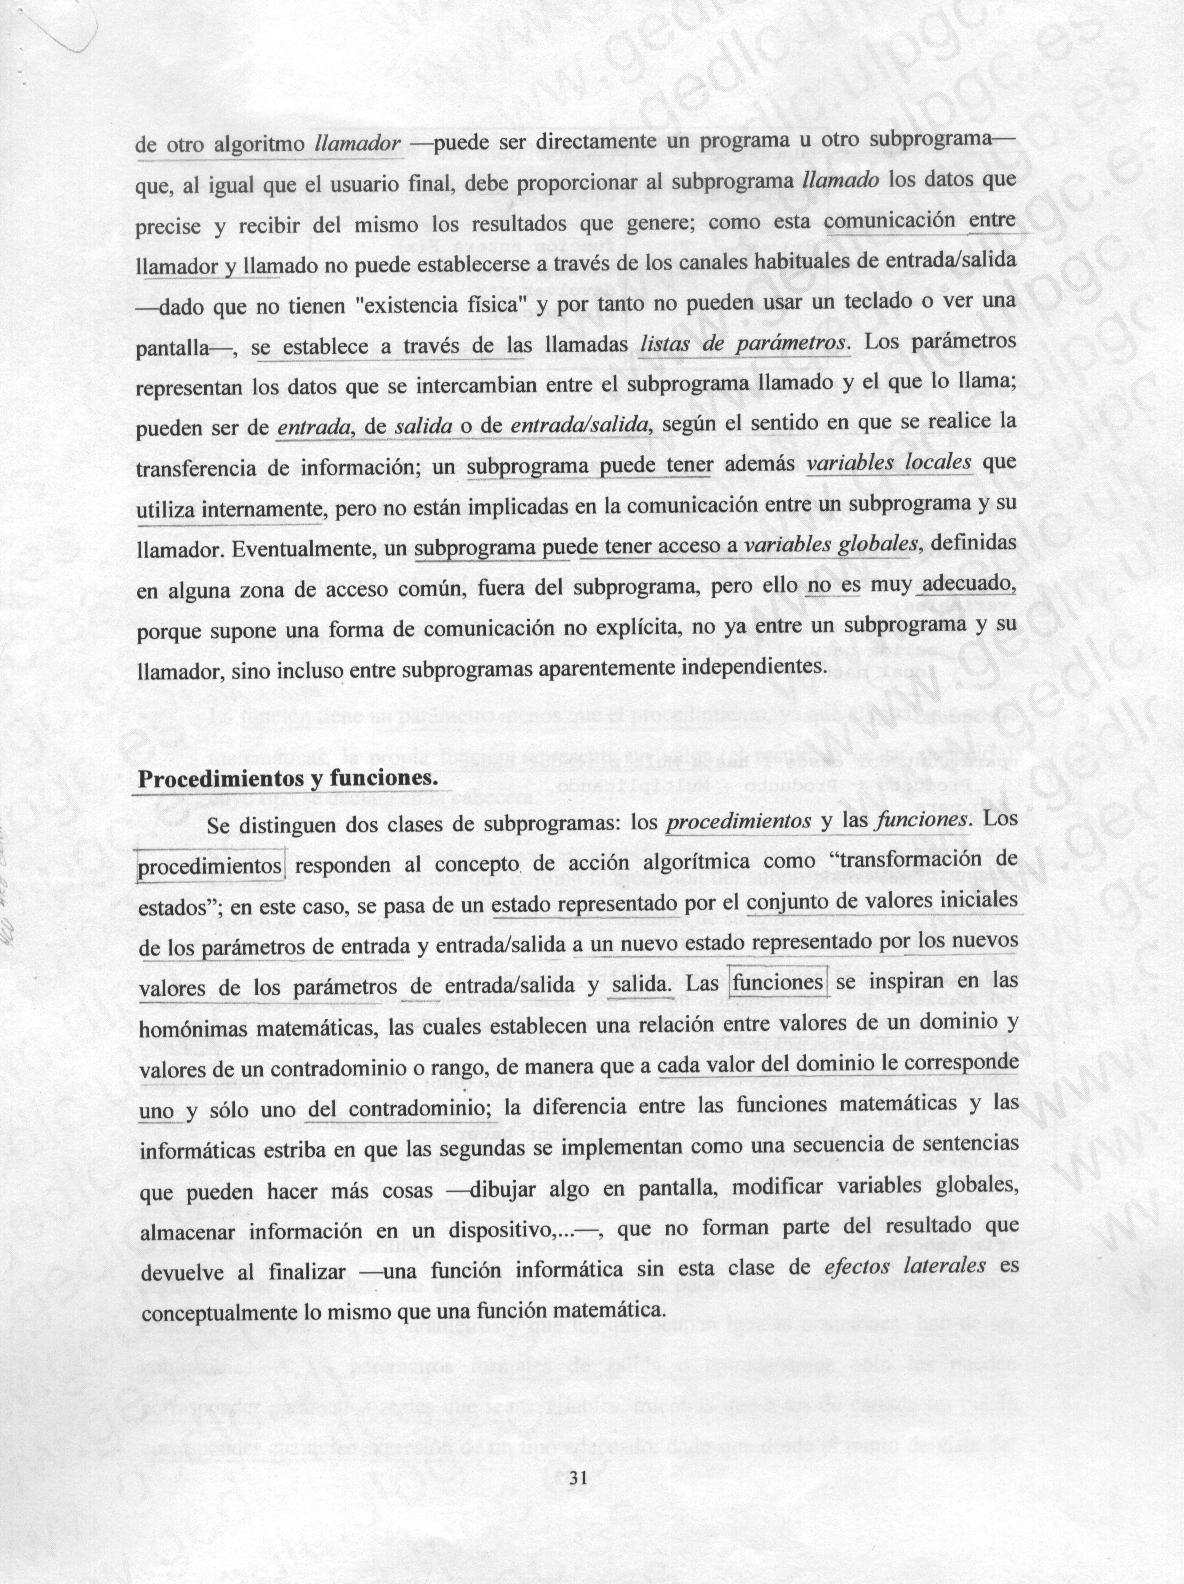 de otro algoritmo llamador —puede ser directamente un programa u otro subprograma—
que, al igual que el usuario final, debe proporcionar al subprograma llamado los datos que
precise y recibir del mismo los resultados que genere; como esta comunicación entre
llamador y llamado no puede establecerse a través de los canales habituales de entrada/salida
—dado que no tienen "existencia física" y por tanto no pueden usar un teclado o ver una
pantalla—, se establece a través de las llamadas listas de parámetros. Los parámetros
representan los datos que se intercambian entre el subprograma llamado y el que lo llama;
pueden ser de entrada, de salida o de entrada/salida, según el sentido en que se realice la
transferencia de información; un subprograma puede tener además variables locales que
utiliza internamente, pero no están implicadas en la comunicación entre un subprograma y su
llamador. Eventualmente, un subprograma puede tener acceso a variables globales, definidas
en alguna zona de acceso común, fuera del subprograma, pero ello no es muy adecuado,
porque supone una forma de comunicación no explícita, no ya entre un subprograma y su
llamador, sino incluso entre subprogramas aparentemente independientes.
Procedimientos y funciones.
Se distinguen dos clases de subprogramas: los procedimientos y las funciones. Los
procedimientos responden al concepto de acción algorítmica como “transformación de
estados”; en este caso, se pasa de un estado representado por el conjunto de valores iniciales
de los parámetros de entrada y entrada/salida a un nuevo estado representado por los nuevos
valores de los parámetros de entrada/salida y salida. Las funciones se inspiran en las
homónimas matemáticas, las cuales establecen una relación entre valores de un dominio y
valores de un contradominio o rango, de manera que a cada valor del dominio le corresponde
uno y sólo uno del contradominio; la diferencia entre las funciones matemáticas y las
informáticas estriba en que las segundas se implementan como una secuencia de sentencias
que pueden hacer más cosas —dibujar algo en pantalla, modificar variables globales,
almacenar información en un dispositivo,...—, que no forman parte del resultado que
devuelve al finalizar —una función informática sin esta clase de efectos laterales es
conceptualmente lo mismo que una función matemática.
31
www.gedlc.ulpgc.es